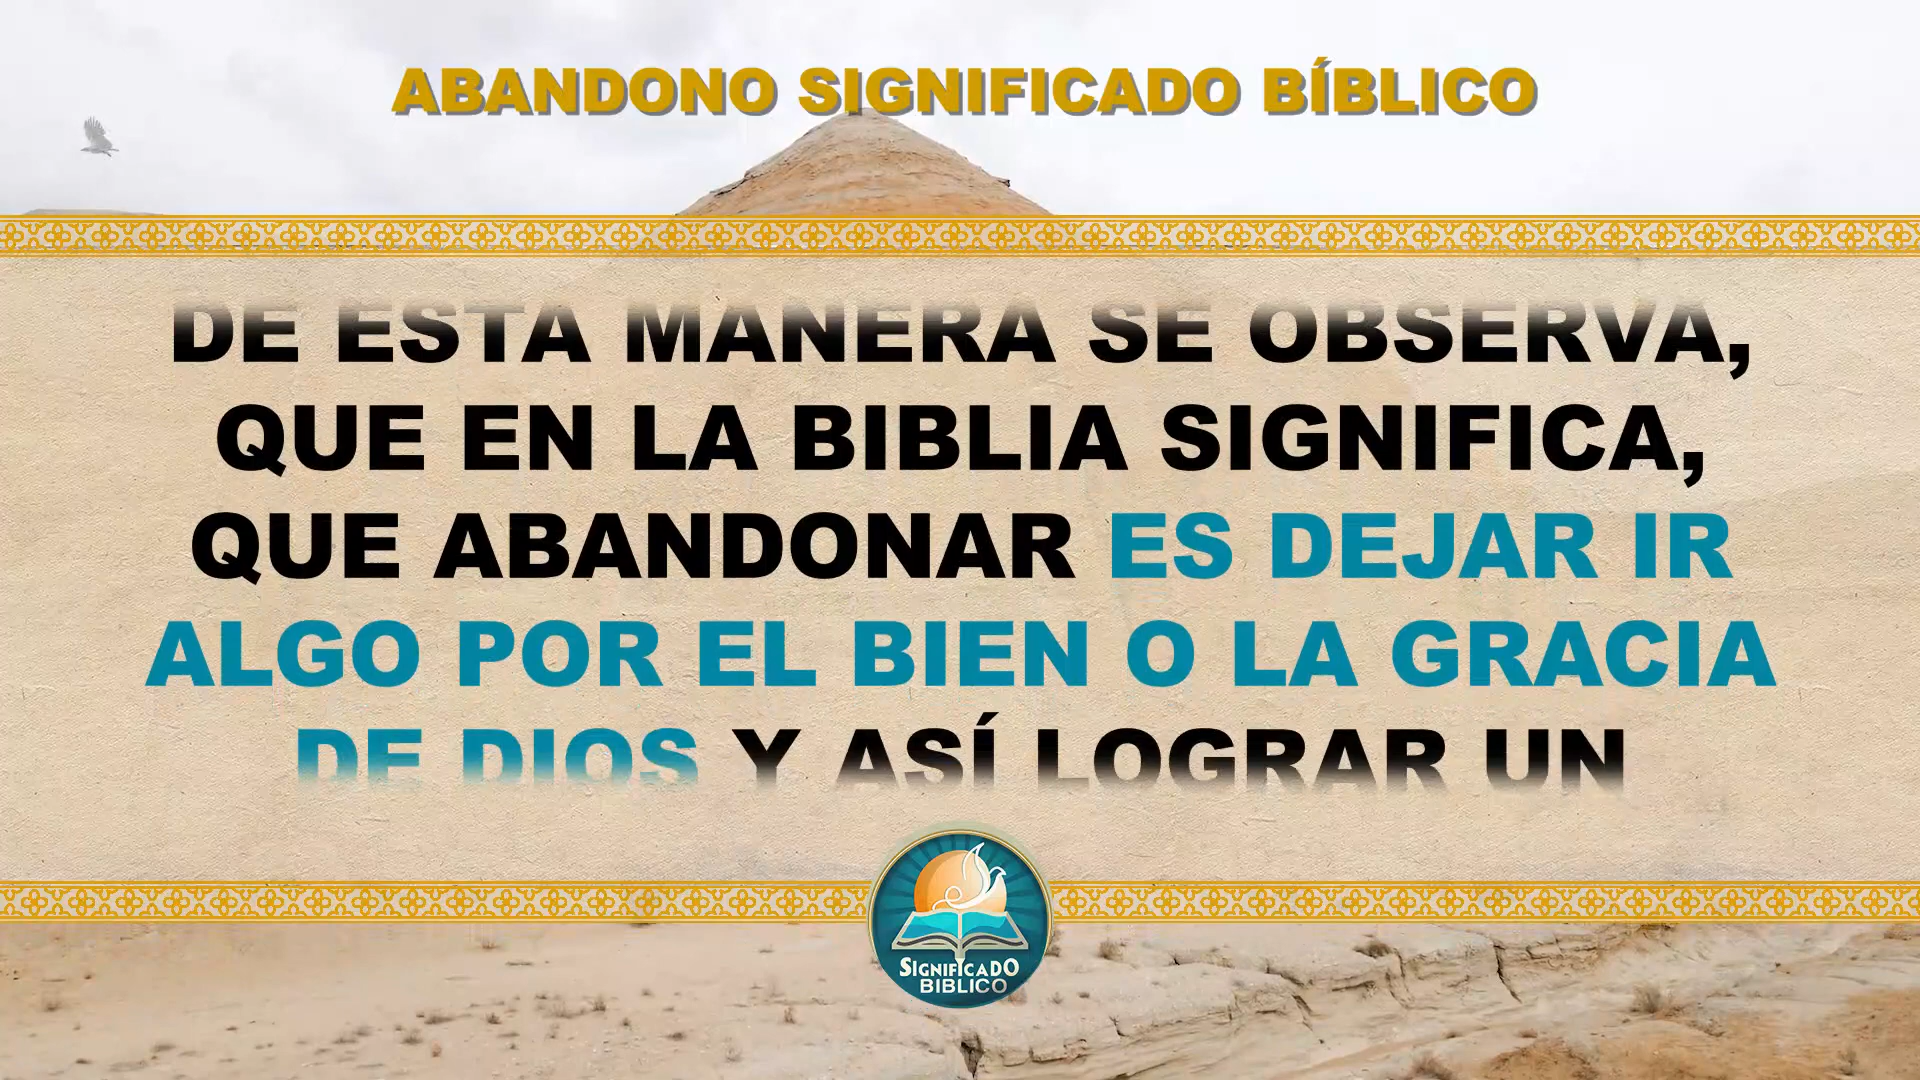 ABANDONO SIGNIFICADO BÍBLICO
DE ESTA MANERA SE OBSERVA,
QUE EN LA BIBLIA SIGNIFICA,
QUE ABANDONAR ES DEJAR IR
ALGO POR EL BIEN O LA GRACIA
DE DIOS Y ASÍ LOGRAR UN
SIGNIFICADO
BIBLICO